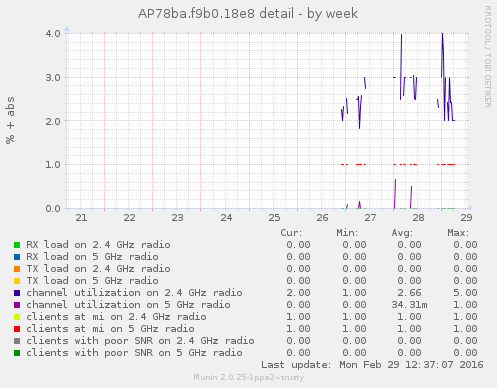 AP78ba.f9b0.18e8 detail - by week
RRDTOOL / TOBI OETIKER
% + abs
4.0
3.0
2.0
1.0
0.0
21 22 23 24 25 26 27 28 29
Cur: Min: Avg: Max:
RX load on 2.4 GHz radio 0.00 0.00 0.00 0.00
RX load on 5 GHz radio 0.00 0.00 0.00 0.00
TX load on 2.4 GHz radio 0.00 0.00 0.00 0.00
TX load on 5 GHz radio 0.00 0.00 0.00 0.00
channel utilization on 2.4 GHz radio 2.00 1.00 2.66 5.00
channel utilization on 5 GHz radio 0.00 0.00 34.31m 1.00
clients at mi on 2.4 GHz radio 1.00 1.00 1.00 1.00
clients at mi on 5 GHz radio 1.00 1.00 1.00 1.00
clients with poor SNR on 2.4 GHz radio 0.00 0.00 0.00 0.00
clients with poor SNR on 5 GHz radio 0.00 0.00 0.00 0.00
Last update: Mon Feb 29 12:37:07 2016
Munin 2.0.25-1ppa2~trusty